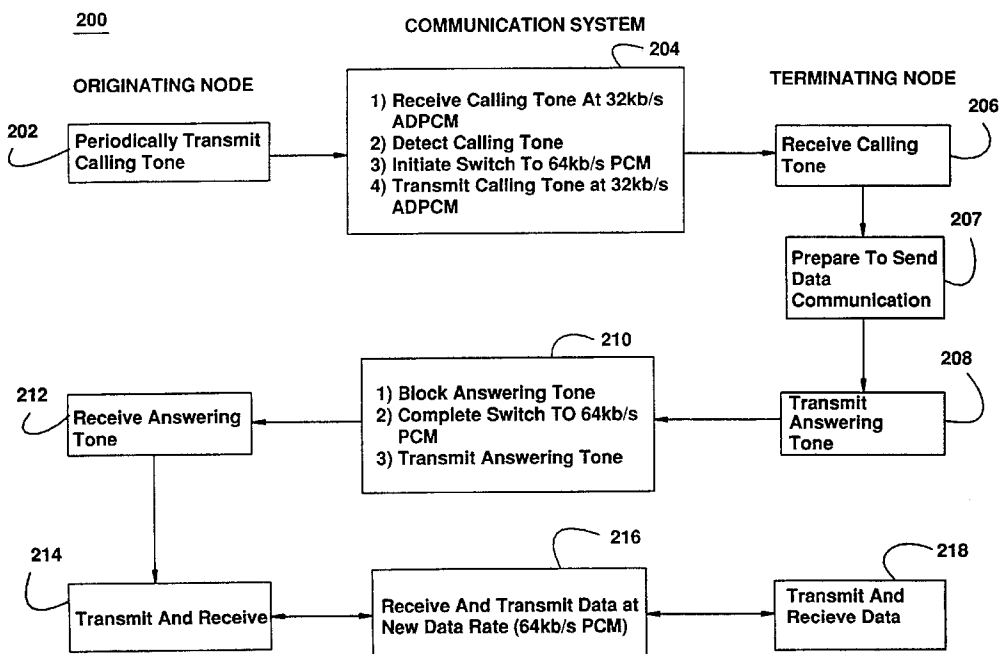 200
COMMUNICATION SYSTEM
204
ORIGINATING NODE
TERMINATING NODE
202
Periodically Transmit
Calling Tone
1) Receive Calling Tone At 32kb/s
ADPCM
2) Detect Calling Tone
3) Initiate Switch To 64kb/s PCM
4) Transmit Calling Tone at 32kb/s
ADPCM
206
Receive Calling
Tone
207
Prepare To Send
Data
Communication
210
208
212
Receive Answering
Tone
1) Block Answering Tone
2) Complete Switch TO 64kb/s
PCM
3) Transmit Answering Tone
Transmit
Answering
Tone
214
216
218
Transmit And Receive
Receive And Transmit Data at
New Data Rate (64kb/s PCM)
Transmit And
Recieve Data